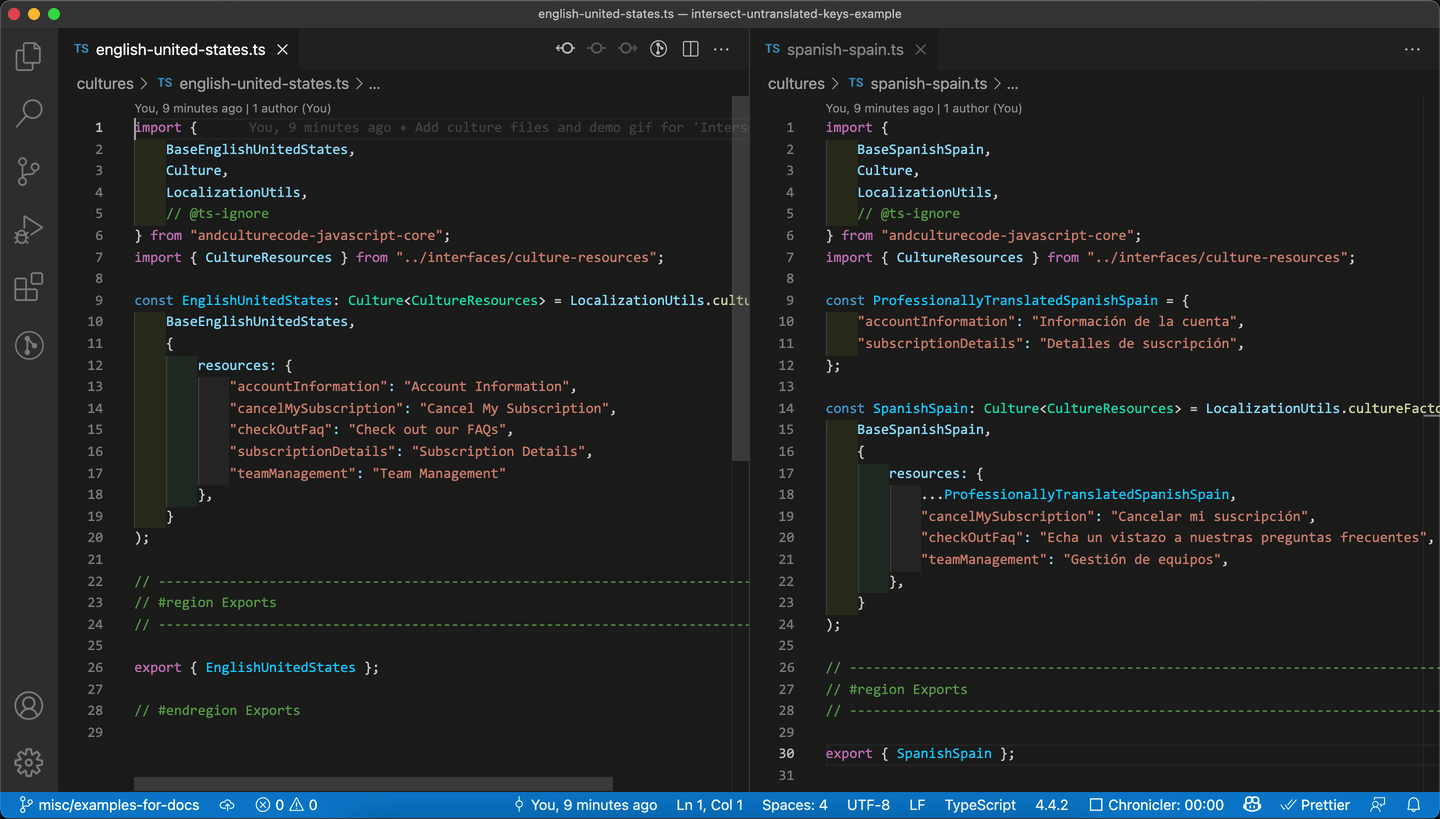 english-united-states.ts — intersect-untranslated-keys-example
TS english-united-states.ts
cultures > TS english-united-states.ts > ...
You, 9 minutes ago | 1 author (You)
1 import { You, 9 minutes ago • Add culture files and demo gif for 'Inters
2 BaseEnglishUnitedStates,
3 Culture,
4 LocalizationUtils,
5 // @ts-ignore
6 } from "andculturecode-javascript-core";
7 import { CultureResources } from "../interfaces/culture-resources";
8
9 const EnglishUnitedStates: Culture<CultureResources> = LocalizationUtils.cultu
10 BaseEnglishUnitedStates,
11 {
12 resources: {
13 "accountInformation": "Account Information",
14 "cancelMySubscription": "Cancel My Subscription",
15 "checkOutFaq": "Check out our FAQs",
16 "subscriptionDetails": "Subscription Details",
17 "teamManagement": "Team Management"
18 },
19 }
20 );
21
22 // ---------------------------------------------------------------------------
23 // #region Exports
24 // ---------------------------------------------------------------------------
25
26 export { EnglishUnitedStates };
27
28 // #endregion Exports
29
TS spanish-spain.ts
cultures > TS spanish-spain.ts > ...
You, 9 minutes ago | 1 author (You)
1 import {
2 BaseSpanishSpain,
3 Culture,
4 LocalizationUtils,
5 // @ts-ignore
6 } from "andculturecode-javascript-core";
7 import { CultureResources } from "../interfaces/culture-resources";
8
9 const ProfessionallyTranslatedSpanishSpain = {
10 "accountInformation": "Información de la cuenta",
11 "subscriptionDetails": "Detalles de suscripción",
12 };
13
14 const SpanishSpain: Culture<CultureResources> = LocalizationUtils.cultureFacto
15 BaseSpanishSpain,
16 {
17 resources: {
18 ...ProfessionallyTranslatedSpanishSpain,
19 "cancelMySubscription": "Cancelar mi suscripción",
20 "checkOutFaq": "Echa un vistazo a nuestras preguntas frecuentes",
21 "teamManagement": "Gestión de equipos",
22 },
23 }
24 );
25
26 // ---------------------------------------------------------------------------
27 // #region Exports
28 // ---------------------------------------------------------------------------
29
30 export { SpanishSpain };
31
misc/examples-for-docs 0 0 You, 9 minutes ago Ln 1, Col 1 Spaces: 4 UTF-8 LF TypeScript 4.4.2 Chronicler: 00:00 Prettier